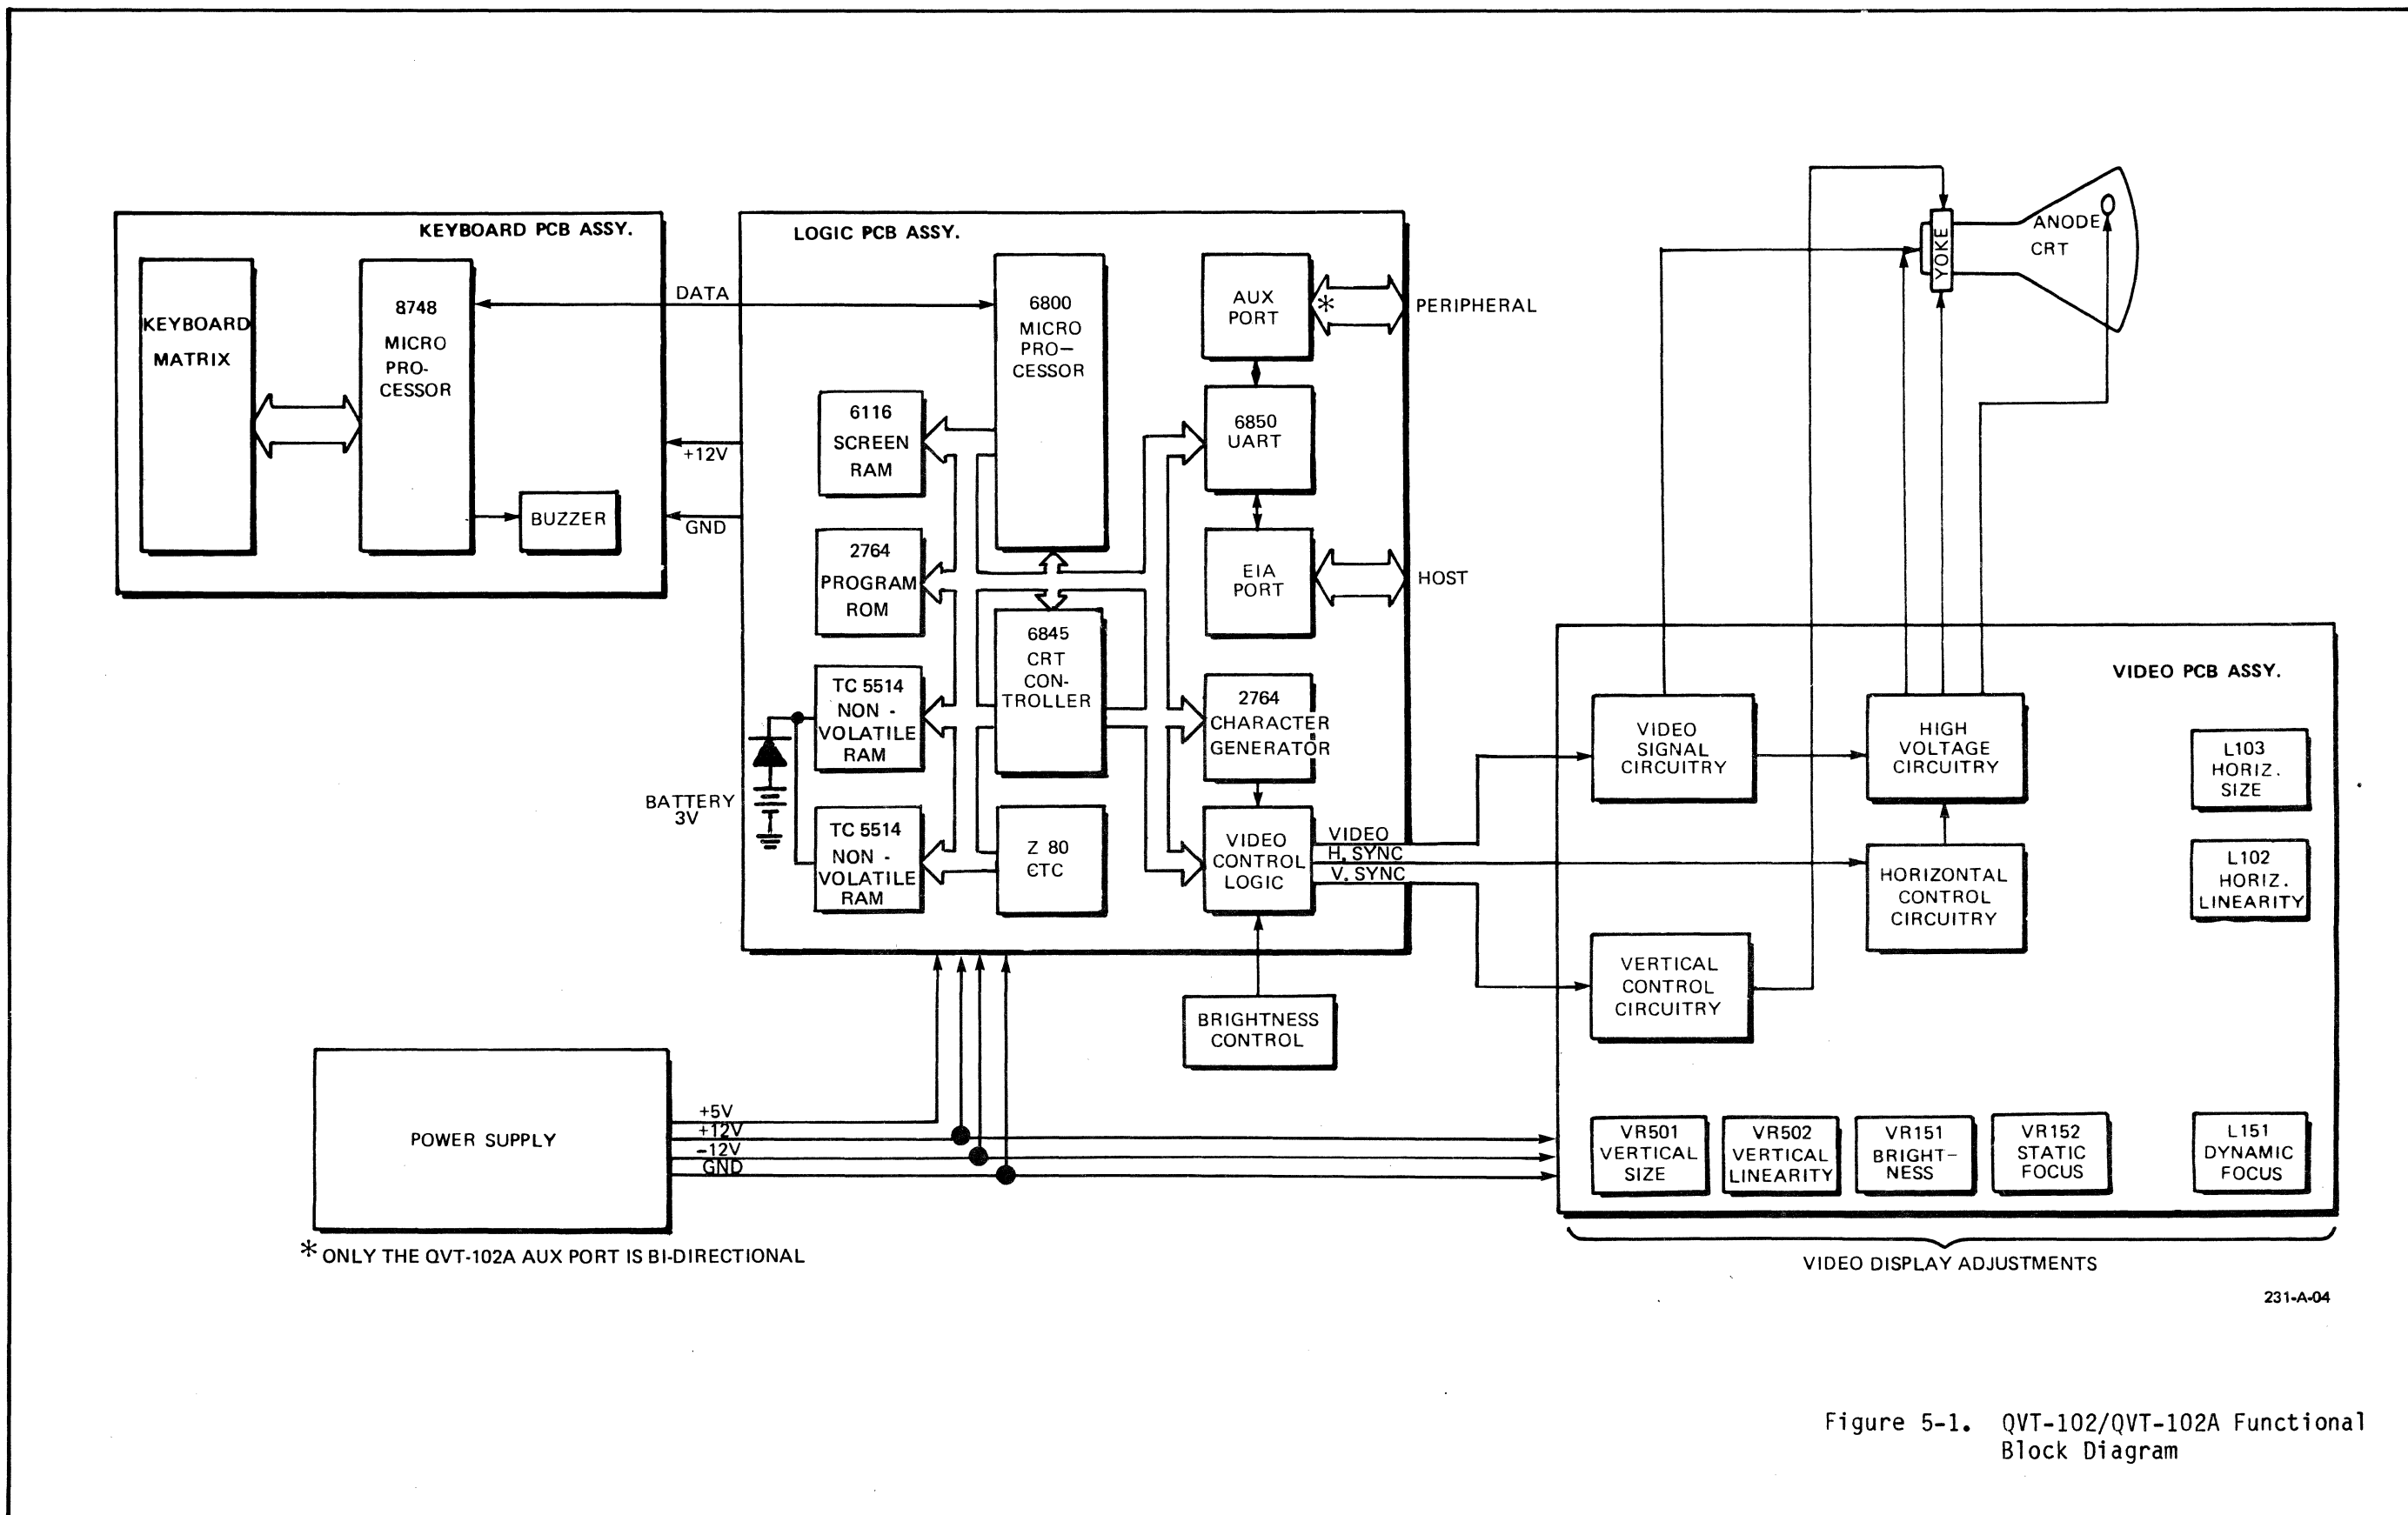 KEYBOARD PCB ASSY.
KEYBOARD
MATRIX
8748
MICRO
PRO-
CESSOR
BUZZER
DATA
+12V
GND
LOGIC PCB ASSY.
6800
MICRO
PRO—
CESSOR
6116
SCREEN
RAM
2764
PROGRAM
ROM
6845
CRT
CON-
TROLLER
TC 5514
NON -
VOLATILE
RAM
BATTERY
3V
TC 5514
NON -
VOLATILE
RAM
Z 80
CTC
AUX
PORT
*
PERIPHERAL
6850
UART
EIA
PORT
HOST
2764
CHARACTER
GENERATOR
VIDEO
CONTROL
LOGIC
VIDEO
H. SYNC
V. SYNC
BRIGHTNESS
CONTROL
POWER SUPPLY
+5V
+12V
-12V
GND
* ONLY THE QVT-102A AUX PORT IS BI-DIRECTIONAL
YOKE
ANODE
CRT
VIDEO PCB ASSY.
VIDEO
SIGNAL
CIRCUITRY
HIGH
VOLTAGE
CIRCUITRY
L103
HORIZ.
SIZE
HORIZONTAL
CONTROL
CIRCUITRY
L102
HORIZ.
LINEARITY
VERTICAL
CONTROL
CIRCUITRY
VR501
VERTICAL
SIZE
VR502
VERTICAL
LINEARITY
VR151
BRIGHT—
NESS
VR152
STATIC
FOCUS
L151
DYNAMIC
FOCUS
VIDEO DISPLAY ADJUSTMENTS
231-A-04
Figure 5-1. QVT-102/QVT-102A Functional
Block Diagram